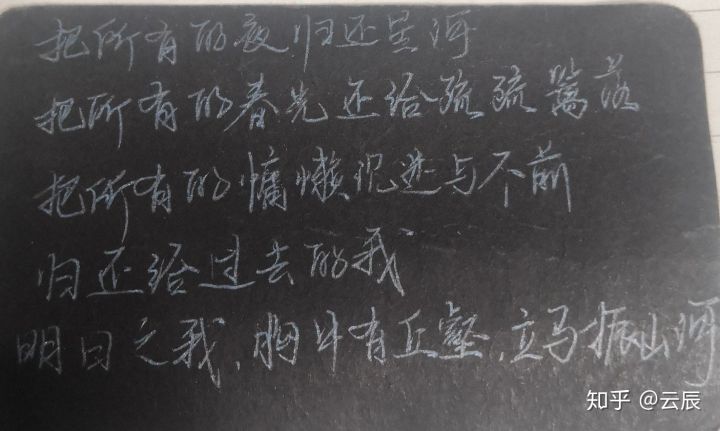 把所有的夜归还星河
把所有的春光还给疏疏篱落
把所有的慵懒沉迷与不前
归还给过去的我
明日之我，胸中有丘壑，立马振山河
知乎 @云辰